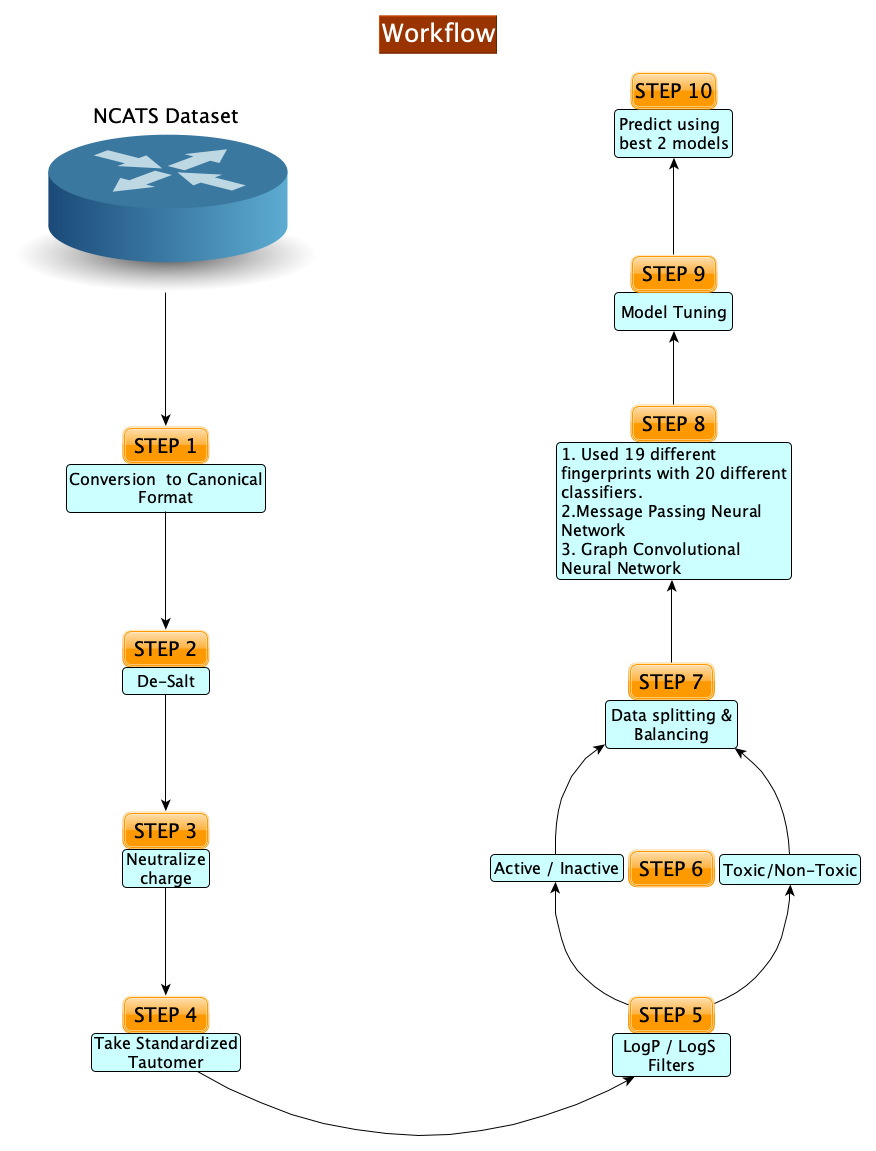 Workflow
NCATS Dataset
STEP 1
Conversion  to Canonical
Format
STEP 2
De-Salt
STEP 3
Neutralize
charge
STEP 4
Take Standardized
Tautomer
STEP 5
LogP / LogS
Filters
Active / Inactive
STEP 6
Toxic/Non-Toxic
STEP 7
Data splitting &
Balancing
STEP 8
1. Used 19 different
fingerprints with 20 different
classifiers.
2.Message Passing Neural
Network
3. Graph Convolutional
Neural Network
STEP 9
Model Tuning
STEP 10
Predict using
best 2 models